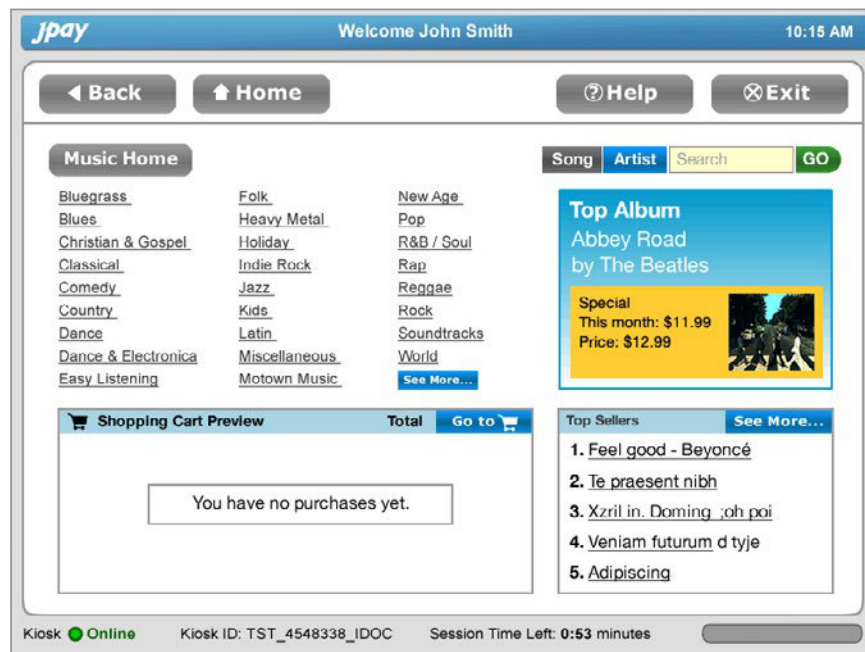 jpay Welcome John Smith 10:15 AM
Back Home Help Exit
Music Home
Song Artist Search GO
Bluegrass Folk New Age
Blues Heavy Metal Pop
Christian & Gospel Holiday R&B / Soul
Classical Indie Rock Rap
Comedy Jazz Reggae
Country Kids Rock
Dance Latin Soundtracks
Dance & Electronica Miscellaneous World
Easy Listening Motown Music See More...
Top Album
Abbey Road
by The Beatles
Special
This month: $11.99
Price: $12.99
Shopping Cart Preview Total Go to
You have no purchases yet.
Top Sellers See More...
1. Feel good - Beyoncé
2. Te praesent nibh
3. Xzril in. Doming ;oh poi
4. Veniam futurum d tyje
5. Adipiscing
Kiosk Online Kiosk ID: TST_4548338_IDOC Session Time Left: 0:53 minutes